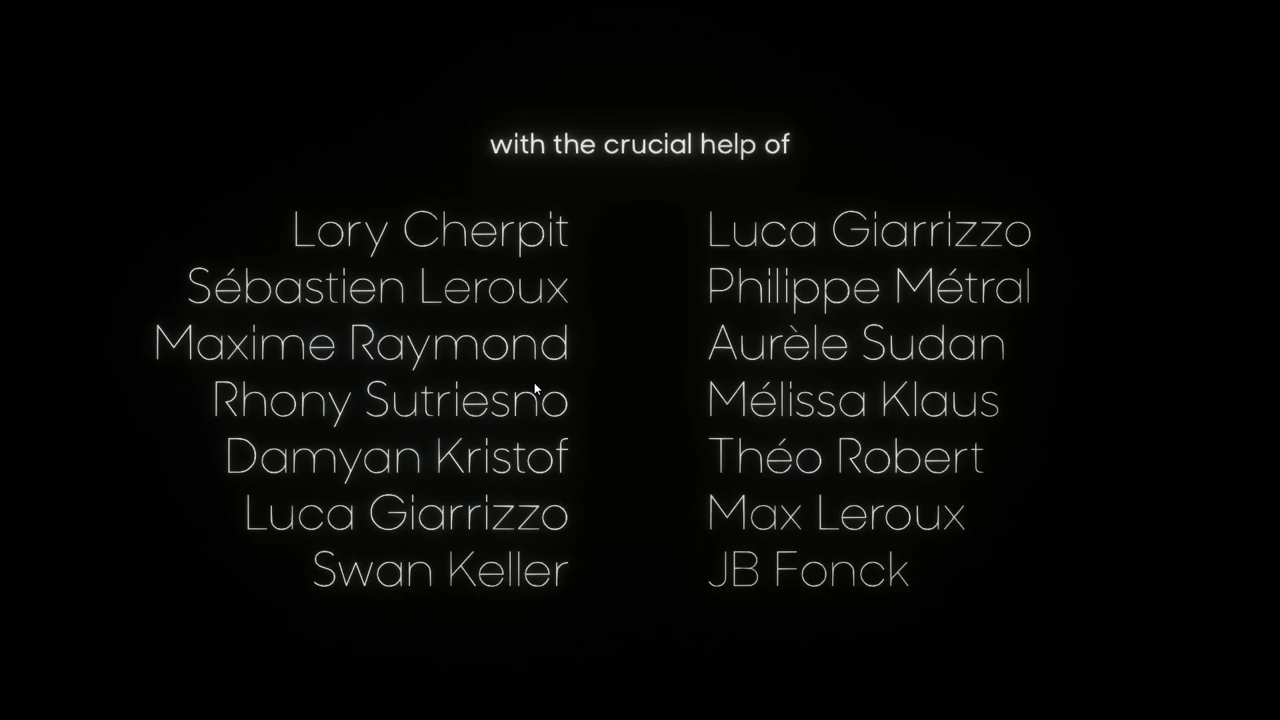 with the crucial help of
Lory Cherpit
Sébastien Leroux
Maxime Raymond
Rhony Sutriesno
Damyan Kristof
Luca Giarrizzo
Swan Keller
Luca Giarrizzo
Philippe Métral
Aurèle Sudan
Mélissa Klaus
Théo Robert
Max Leroux
JB Fonck